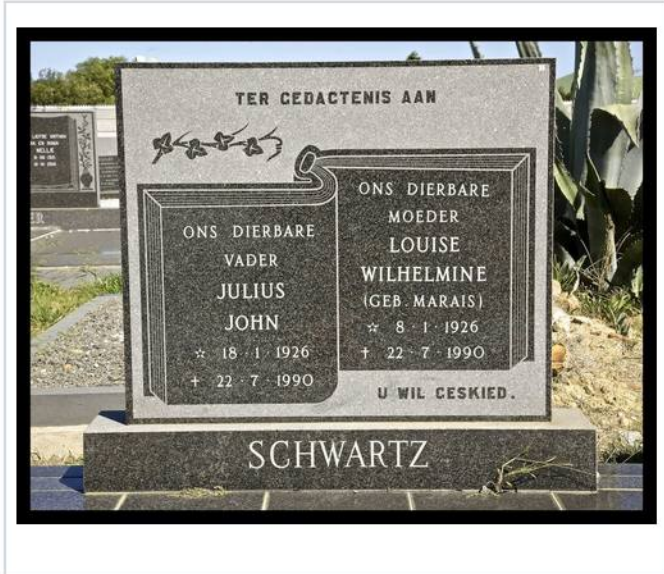 TER GEDACTENIS AAN
ONS DIERBARE
VADER
JULIUS
JOHN
☆ 18 · 1 · 1926
† 22 · 7 · 1990
ONS DIERBARE
MOEDER
LOUISE
WILHELMINE
(GEB. MARAIS)
☆ 8 · 1 · 1926
† 22 · 7 · 1990
U WIL GESKIED.
SCHWARTZ